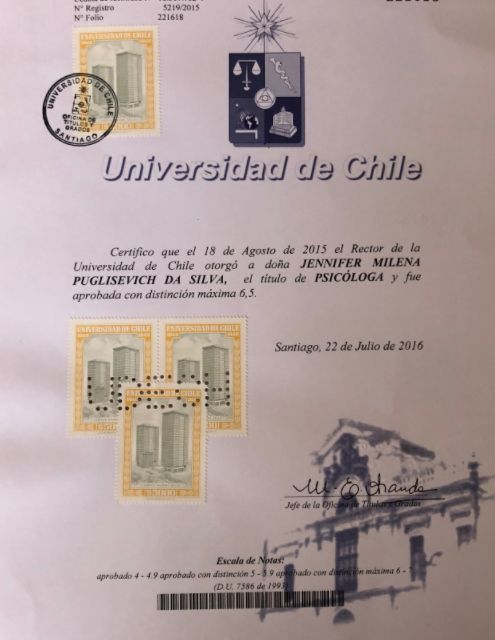 N° Registro 5219/2015
N° Folio 221618
UNIVERSIDAD DE CHILE
UNIVERSIDAD DE CHILE
OFICINA DE
TITULOS Y
GRADOS
SANTIAGO
Universidad de Chile
Certifico que el 18 de Agosto de 2015 el Rector de la
Universidad de Chile otorgó a doña JENNIFER MILENA
PUGLISEVICH DA SILVA, el título de PSICÓLOGA y fue
aprobada con distinción máxima 6,5.
Santiago, 22 de Julio de 2016
UNIVERSIDAD DE CHILE
UNIVERSIDAD DE CHILE
Jefe de la Oficina de Títulos y Grados
Escala de Notas:
aprobado 4 - 4.9 aprobado con distinción 5 - 5.9 aprobado con distinción máxima 6 -
(D.U. 7586 de 1993)